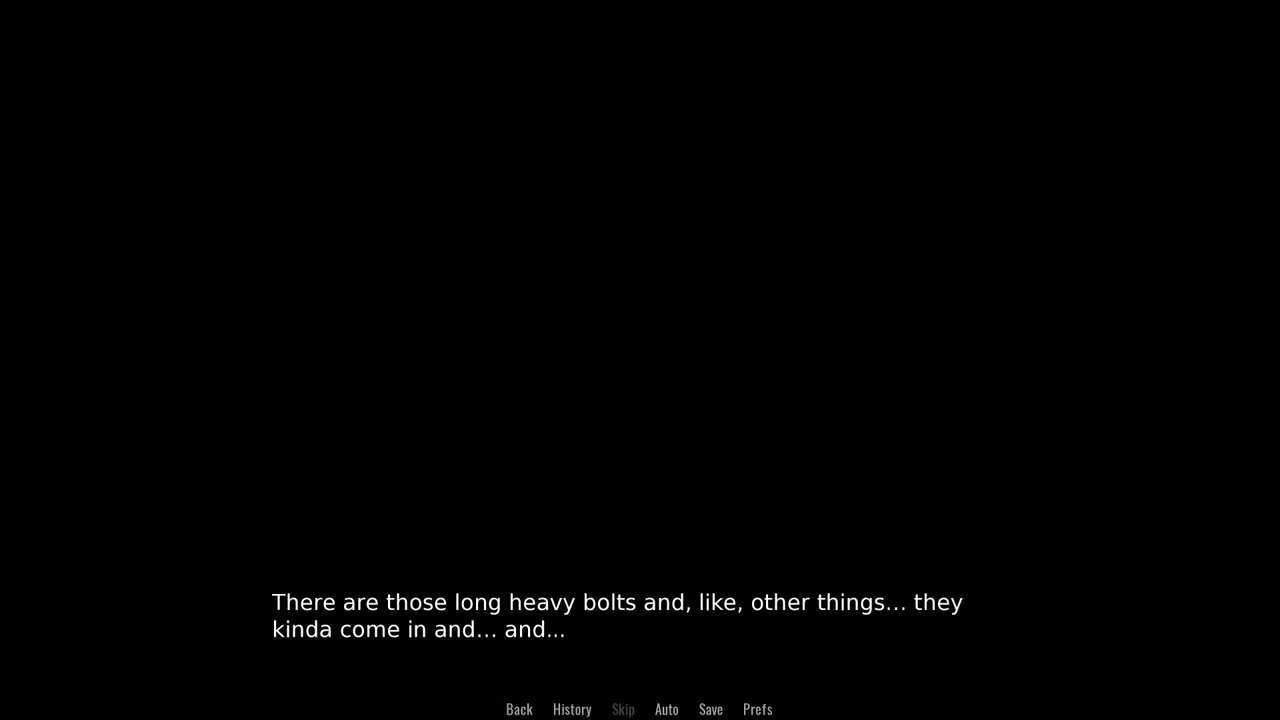 There are those long heavy bolts and, like, other things… they
kinda come in and… and...
Back History Skip Auto Save Prefs